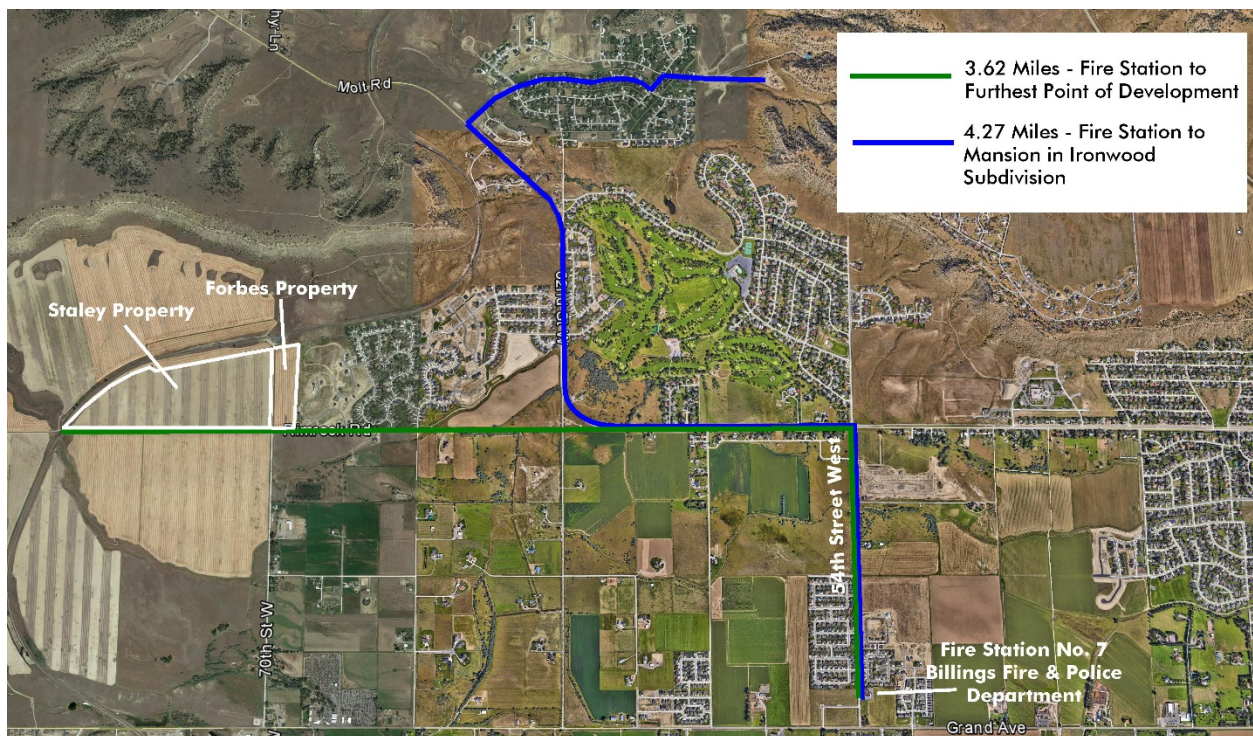 hyr Ln
Molt Rd
3.62 Miles - Fire Station to
Furthest Point of Development
4.27 Miles - Fire Station to
Mansion in Ironwood
Subdivision
Forbes Property
Staley Property
Rimrock Rd
54th Street West
70th St W
Fire Station No. 7
Billings Fire & Police
Department
Grand Ave